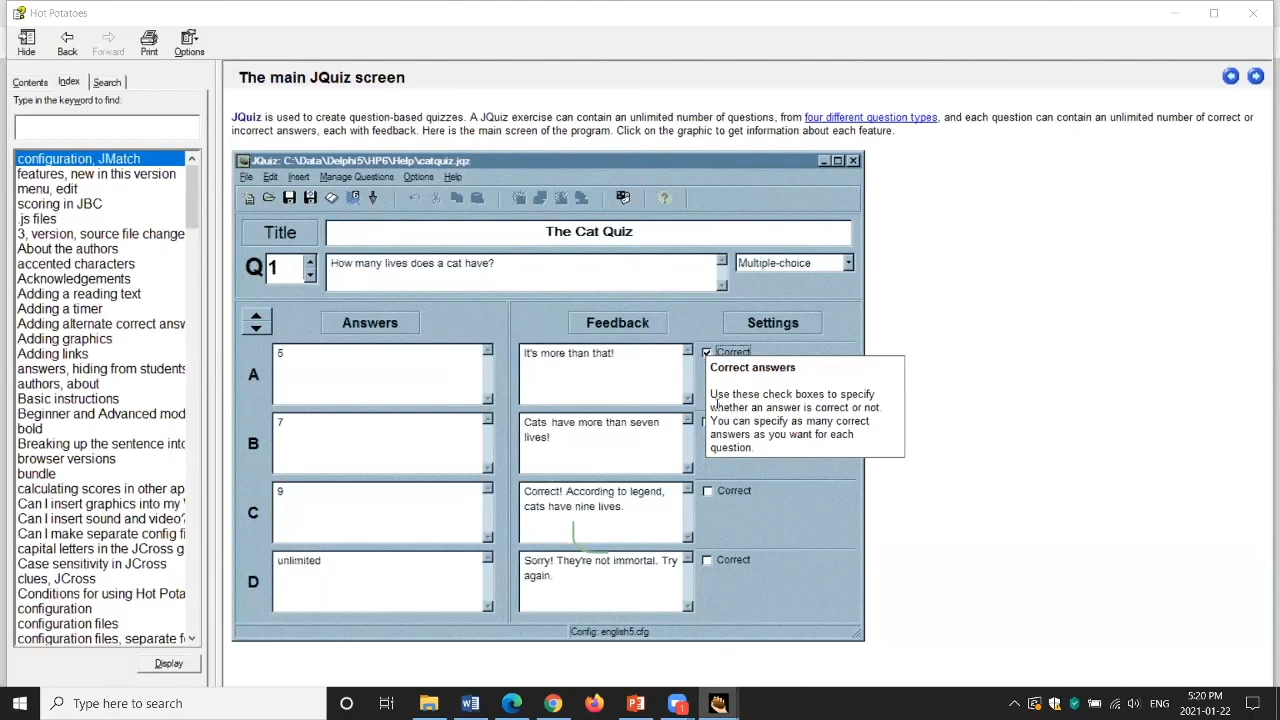 Hot Potatoes
Hide
Back
Forward
Print
Options
Contents
Index
Search
Type in the keyword to find:
configuration, JMatch
features, new in this version
menu, edit
scoring in JBC
.js files
3, version, source file change
About the authors
accented characters
Acknowledgements
Adding a reading text
Adding a timer
Adding alternate correct answ
Adding graphics
Adding links
answers, hiding from students
authors, about
Basic instructions
Beginner and Advanced mod
bold
Breaking up the sentence into
browser versions
bundle
calculating scores in other ap
Can I insert graphics into my
Can I insert sound and video?
Can I make separate config fi
capital letters in the JCross g
Case sensitivity in JCross
clues, JCross
Conditions for using Hot Pota
configuration
configuration files
configuration files, separate f
Display
The main JQuiz screen
JQuiz is used to create question-based quizzes. A JQuiz exercise can contain an unlimited number of questions, from four different question types, and each question can contain an unlimited number of correct or
incorrect answers, each with feedback. Here is the main screen of the program. Click on the graphic to get information about each feature.
JQuiz: C:\Data\Delphi5\HP6\Help\catquiz.jqz
File Edit Insert Manage Questions Options Help
Title
The Cat Quiz
Q 1
How many lives does a cat have?
Multiple-choice
Answers
Feedback
Settings
A
5
It's more than that!
Correct
Correct answers
Use these check boxes to specify
whether an answer is correct or not.
You can specify as many correct
answers as you want for each
question.
B
7
Cats have more than seven
lives!
C
9
Correct! According to legend,
cats have nine lives.
Correct
D
unlimited
Sorry! They're not immortal. Try
again.
Correct
Config: english5.cfg
Type here to search
ENG
5:20 PM
2021-01-22